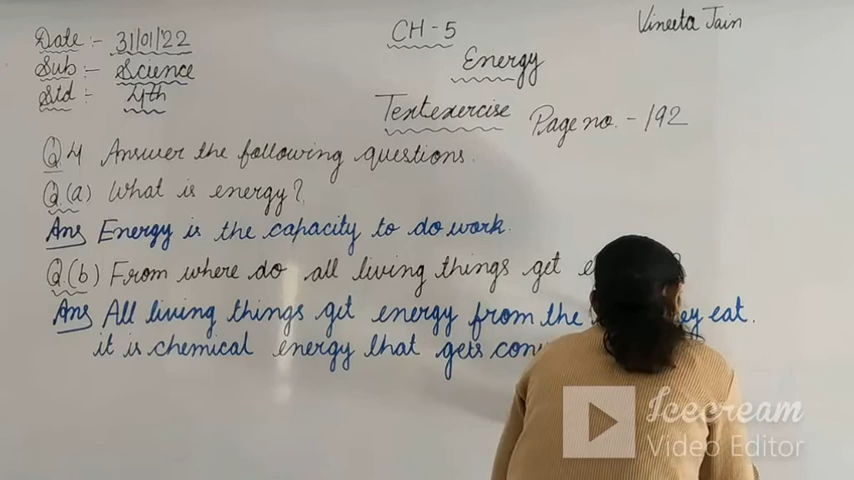 Vineeta Jain
Date :- 31/01/22
CH - 5
Sub :- Science
Energy
Std :- 4th
Textexercise Page no. - 192
Q4 Answer the following questions.
Q(a) What is energy?
Ans Energy is the capacity to do work.
Q(b) From where do all living things get ?
Ans All living things get energy from the eat.
it is chemical energy that gets
Icecream
Video Editor